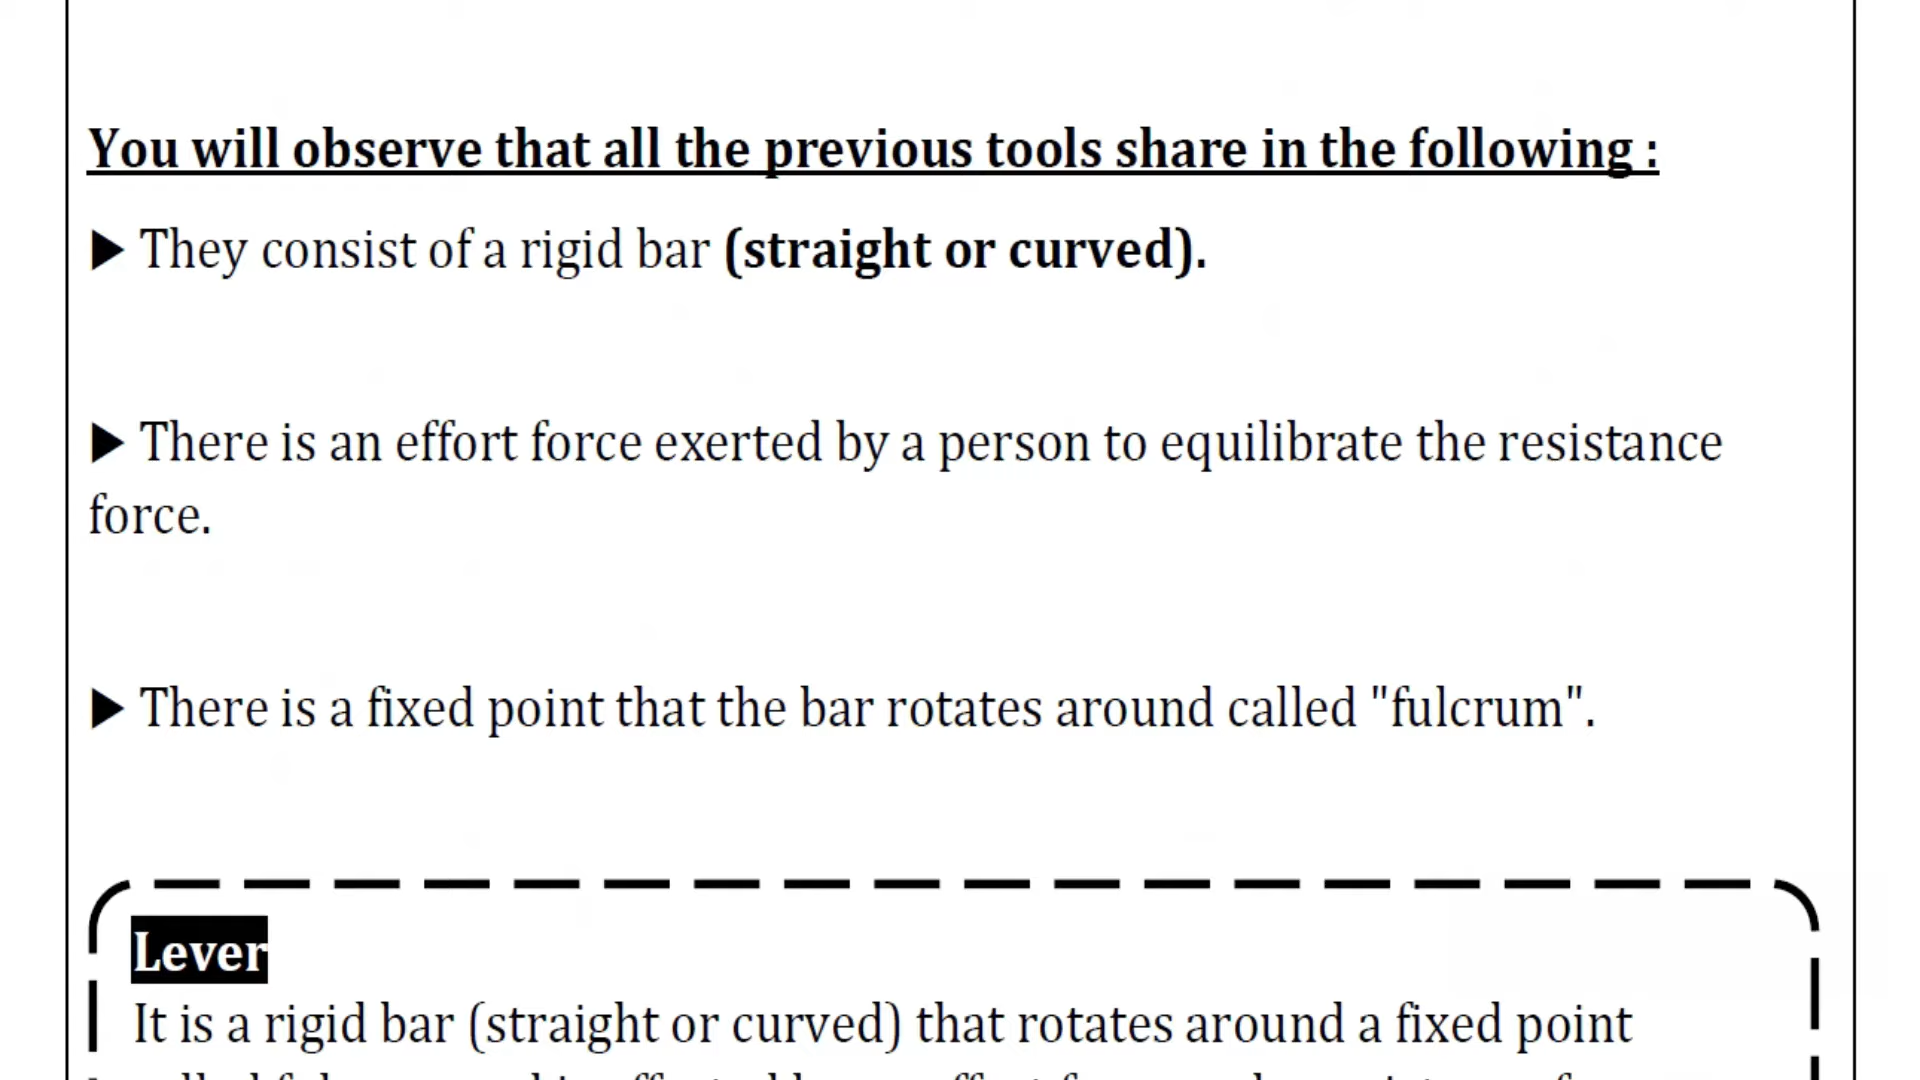 You will observe that all the previous tools share in the following :
▶ They consist of a rigid bar (straight or curved).
▶ There is an effort force exerted by a person to equilibrate the resistance
force.
▶ There is a fixed point that the bar rotates around called "fulcrum".
Lever
It is a rigid bar (straight or curved) that rotates around a fixed point